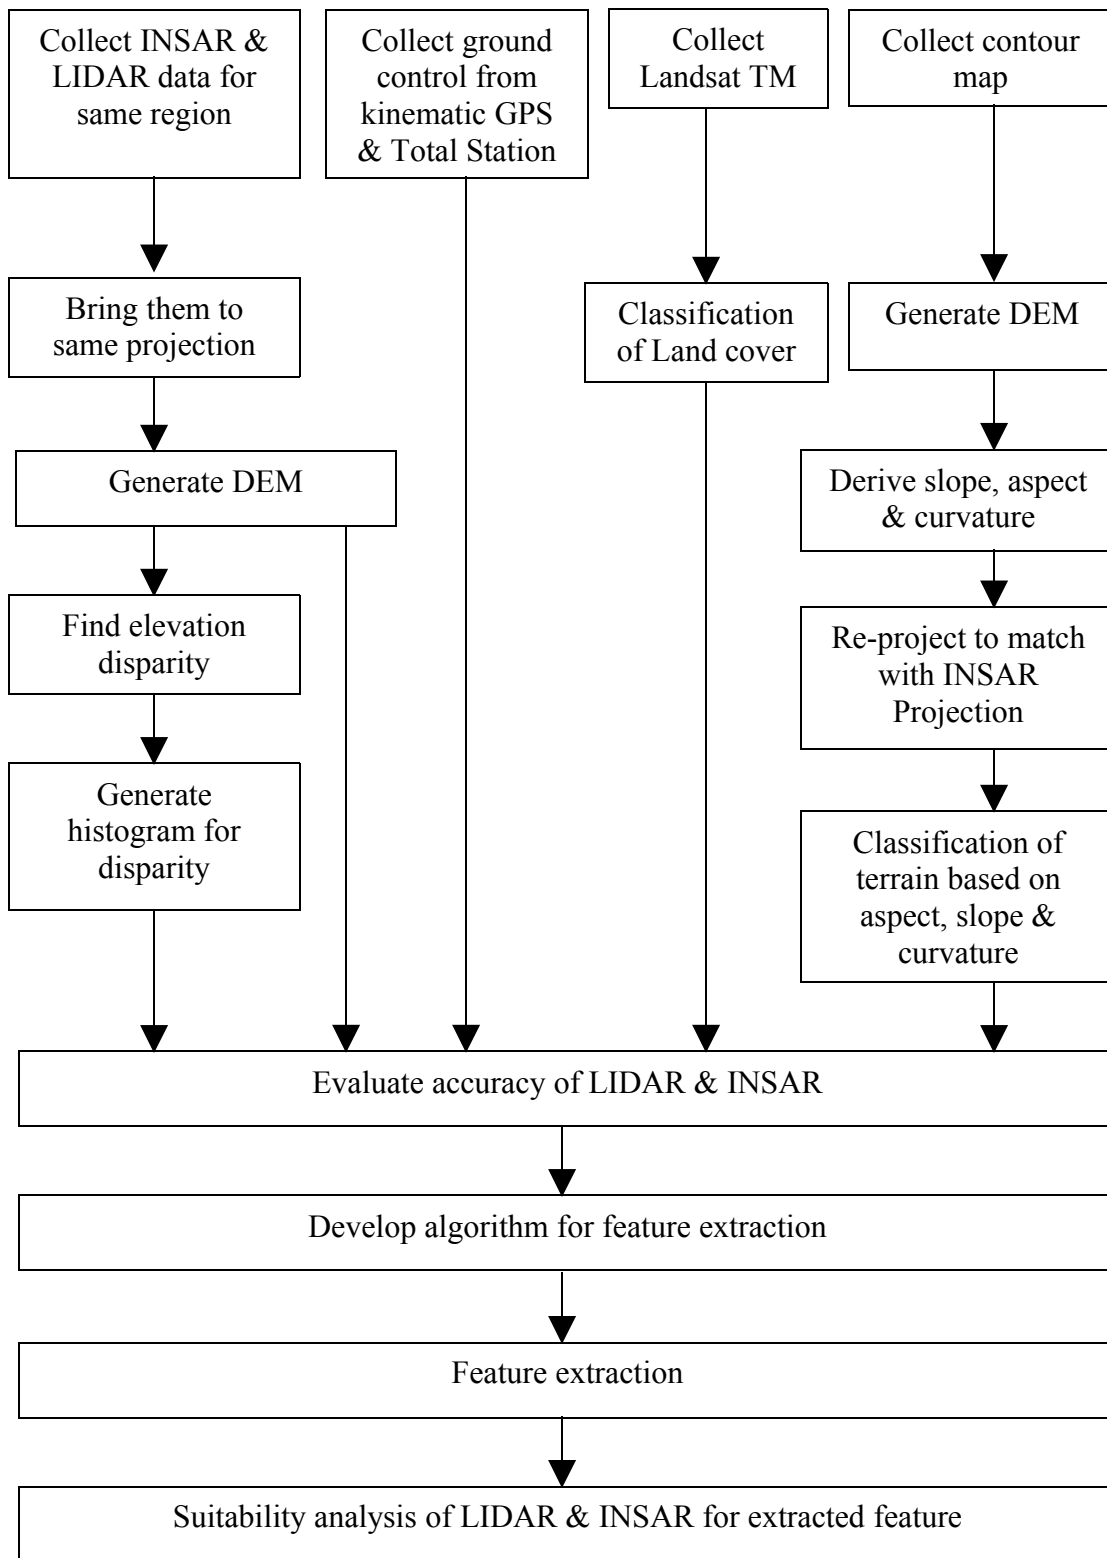 Collect INSAR &
LIDAR data for
same region
Collect ground
control from
kinematic GPS
& Total Station
Collect
Landsat TM
Collect contour
map
Bring them to
same projection
Classification
of Land cover
Generate DEM
Generate DEM
Derive slope, aspect
& curvature
Find elevation
disparity
Re-project to match
with INSAR
Projection
Generate
histogram for
disparity
Classification of
terrain based on
aspect, slope &
curvature
Evaluate accuracy of LIDAR & INSAR
Develop algorithm for feature extraction
Feature extraction
Suitability analysis of LIDAR & INSAR for extracted feature